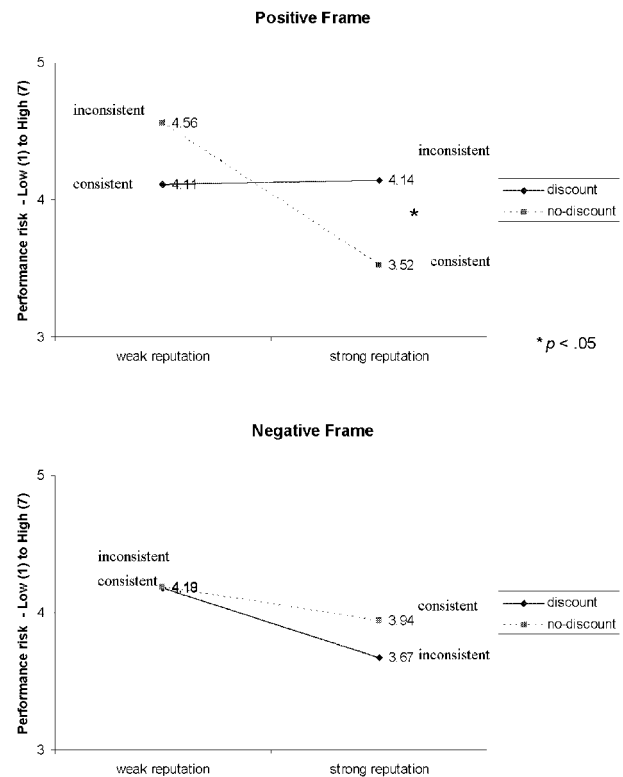 Positive Frame
Performance risk - Low (1) to High (7)
5
4
3
inconsistent
4.56
consistent
4.11
inconsistent
4.14
*
3.52
consistent
weak reputation
strong reputation
discount
no-discount
* p < .05
Negative Frame
Performance risk - Low (1) to High (7)
5
4
3
inconsistent
consistent
consistent
3.94
3.67
inconsistent
weak reputation
strong reputation
discount
no-discount